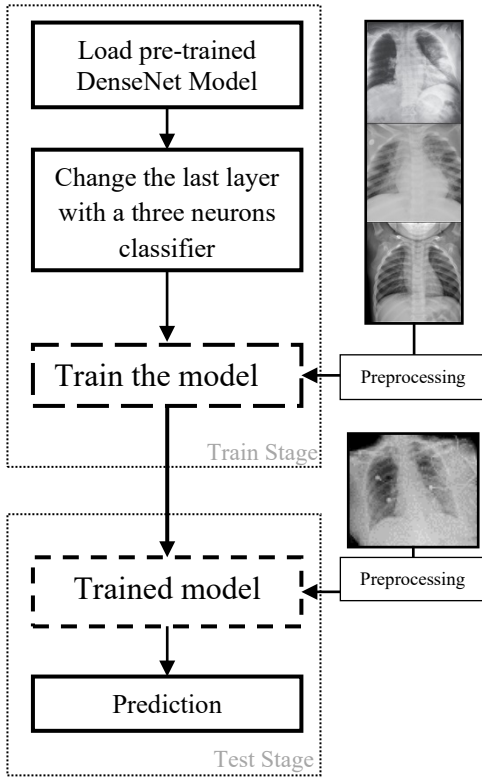 Load pre-trained
DenseNet Model
Change the last layer
with a three neurons
classifier
Train the model
Preprocessing
Train Stage
Trained model
Preprocessing
Prediction
Test Stage